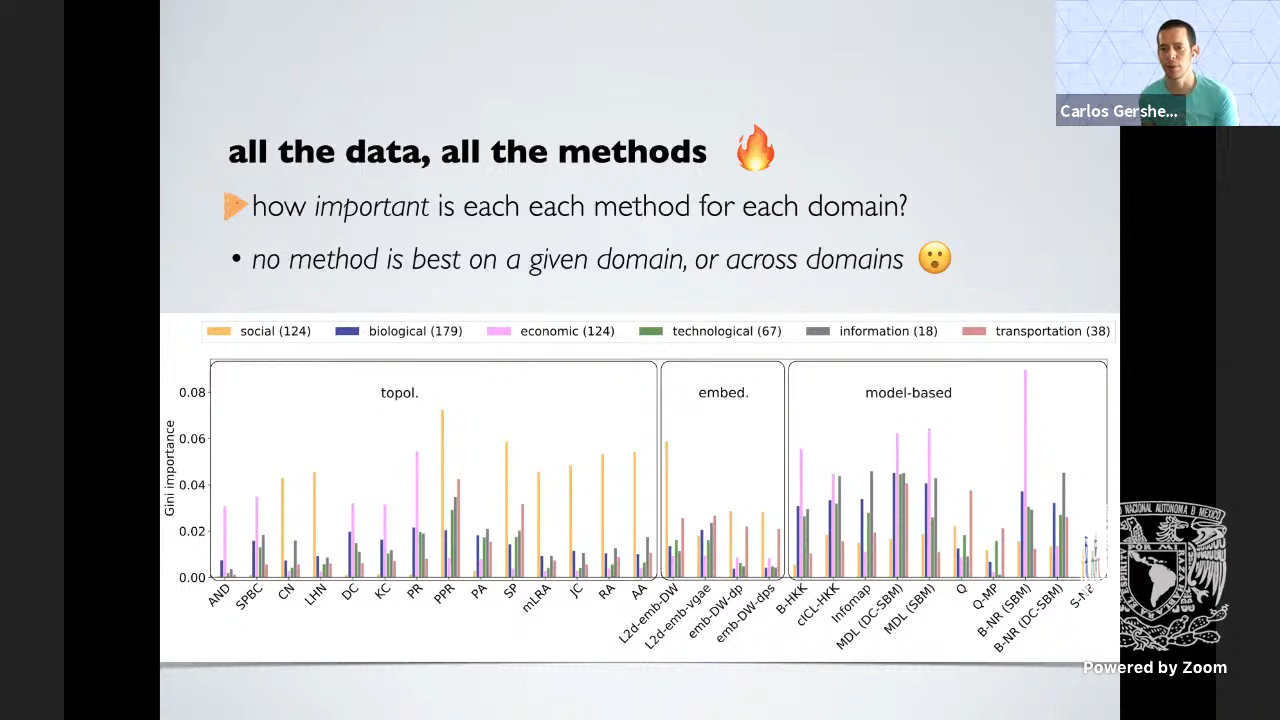 Carlos Gershe...
all the data, all the methods 🔥
how important is each each method for each domain?
• no method is best on a given domain, or across domains 😮
social (124) biological (179) economic (124) technological (67) information (18) transportation (38)
topol. embed. model-based
Gini importance
0.08
0.06
0.04
0.02
0.00
AND SPBC CN LHN DC KC PR PPR PA SP mLRA JC RA AA L2d-emb-DW L2d-emb-vgae emb-DW-dp emb-DW-dps B-HKK cICL-HKK Infomap MDL (DC-SBM) MDL (SBM) Q Q-MP B-NR (SBM) B-NR (DC-SBM)
Powered by Zoom